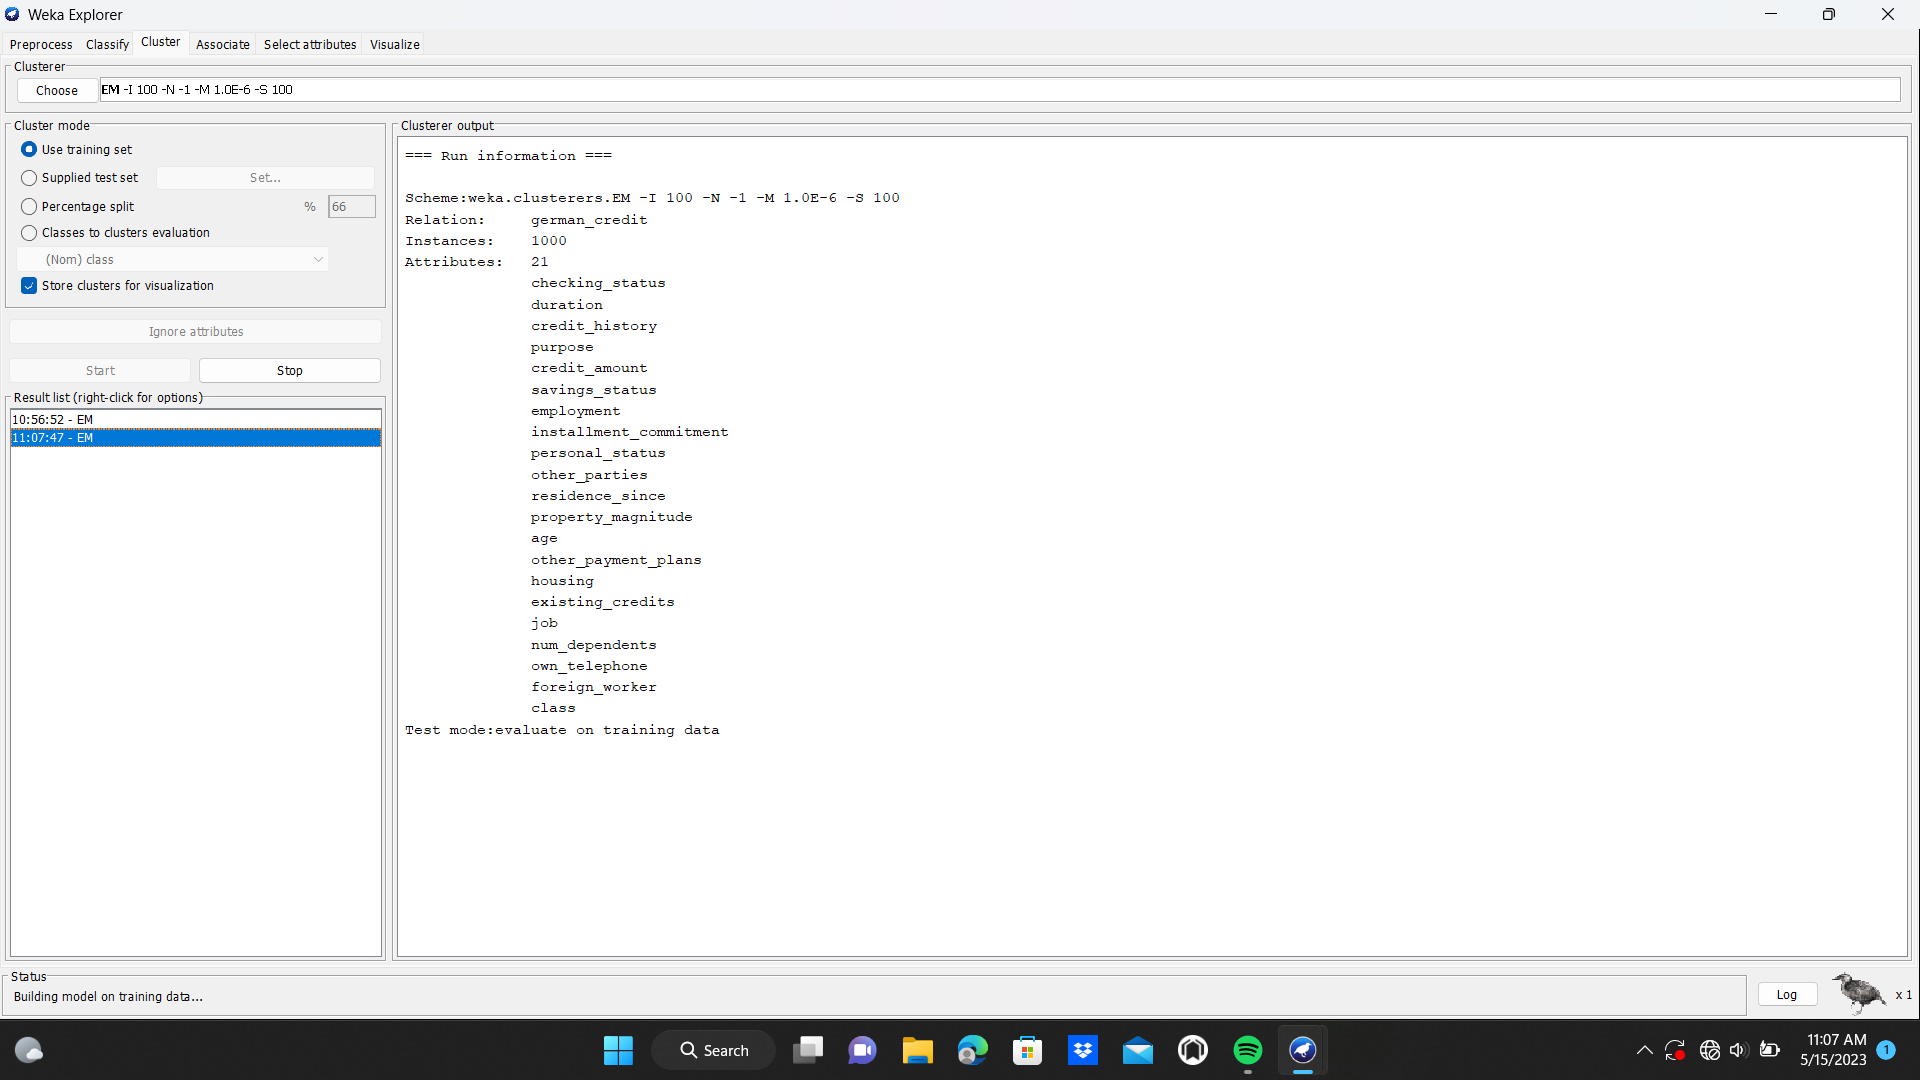 Weka Explorer
Preprocess Classify Cluster Associate Select attributes Visualize
Clusterer
Choose EM -I 100 -N -1 -M 1.0E-6 -S 100
Cluster mode
Use training set
Supplied test set Set...
Percentage split % 66
Classes to clusters evaluation
(Nom) class
Store clusters for visualization
Ignore attributes
Start Stop
Result list (right-click for options)
10:56:52 - EM
11:07:47 - EM
Clusterer output
=== Run information ===
Scheme:weka.clusterers.EM -I 100 -N -1 -M 1.0E-6 -S 100
Relation: german_credit
Instances: 1000
Attributes: 21
checking_status
duration
credit_history
purpose
credit_amount
savings_status
employment
installment_commitment
personal_status
other_parties
residence_since
property_magnitude
age
other_payment_plans
housing
existing_credits
job
num_dependents
own_telephone
foreign_worker
class
Test mode:evaluate on training data
Status
Building model on training data...
Log x 1
Search
11:07 AM
5/15/2023
1